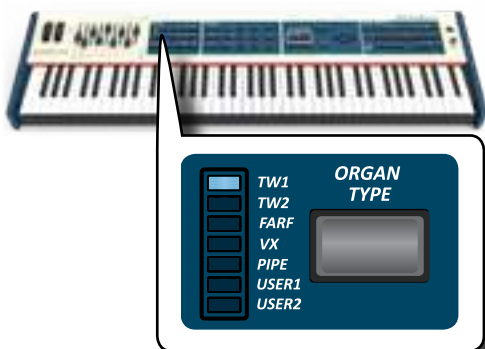 TW1
TW2
FARF
VX
PIPE
USER1
USER2
ORGAN
TYPE